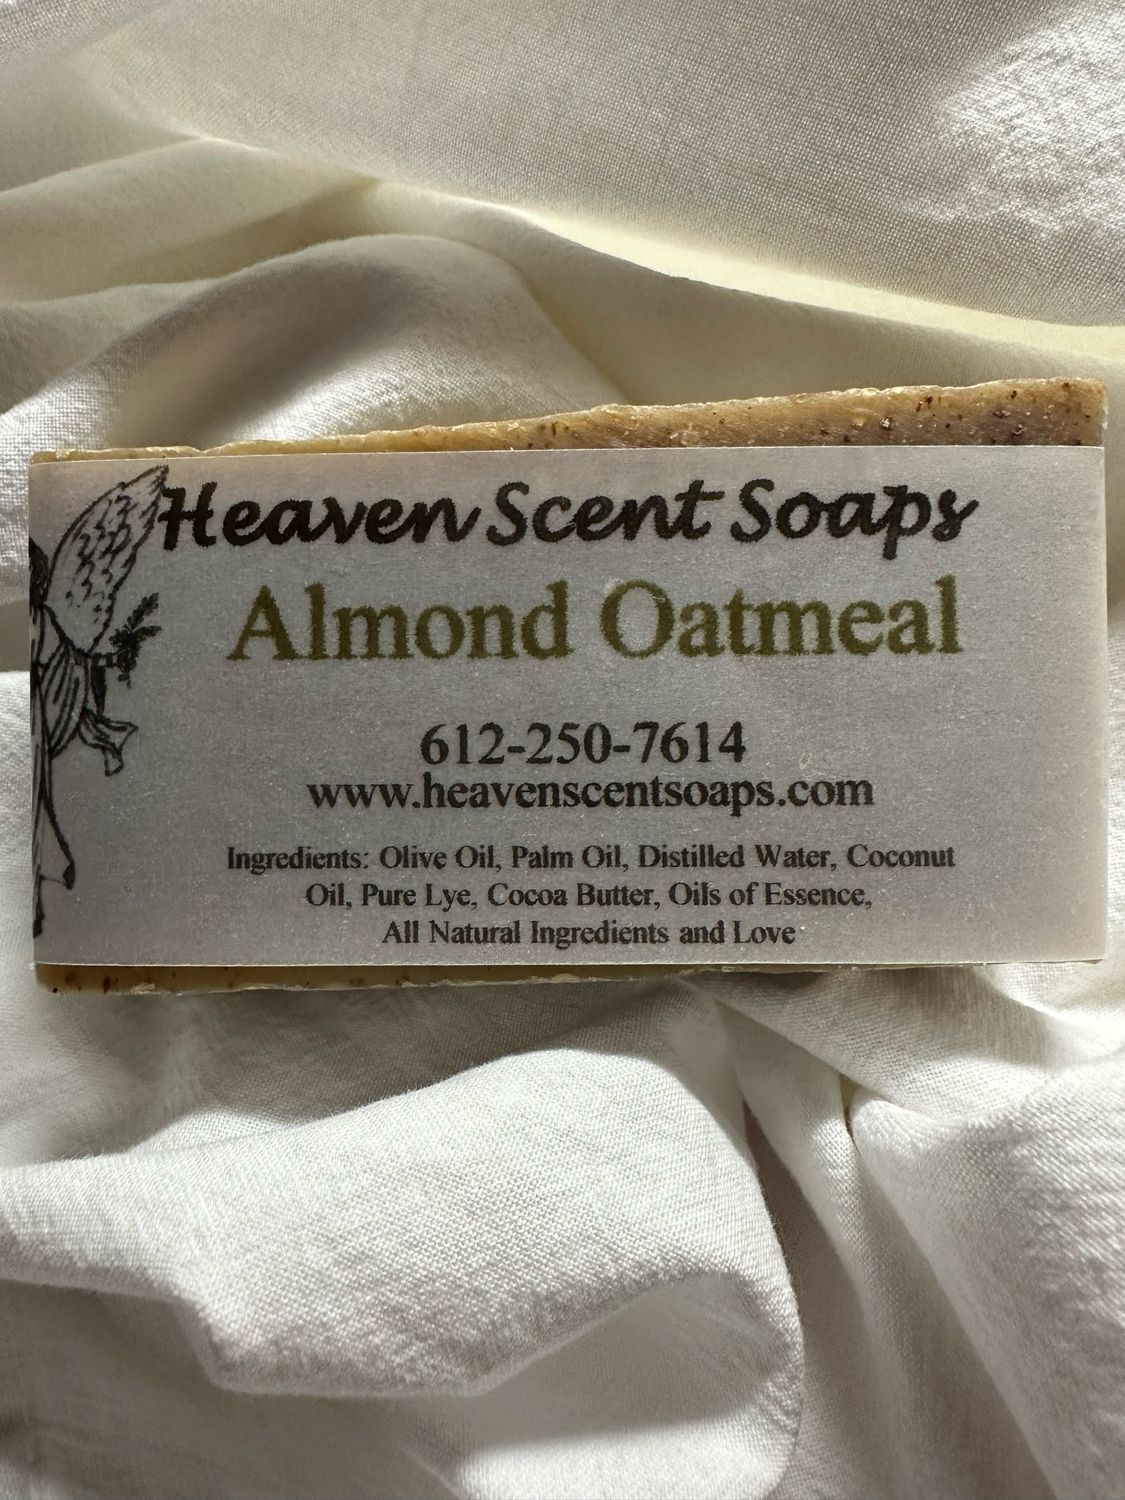 Heaven Scent Soaps
Almond Oatmeal
612-250-7614
www.heavenscentsoaps.com
Ingredients: Olive Oil, Palm Oil, Distilled Water, Coconut
Oil, Pure Lye, Cocoa Butter, Oils of Essence,
All Natural Ingredients and Love